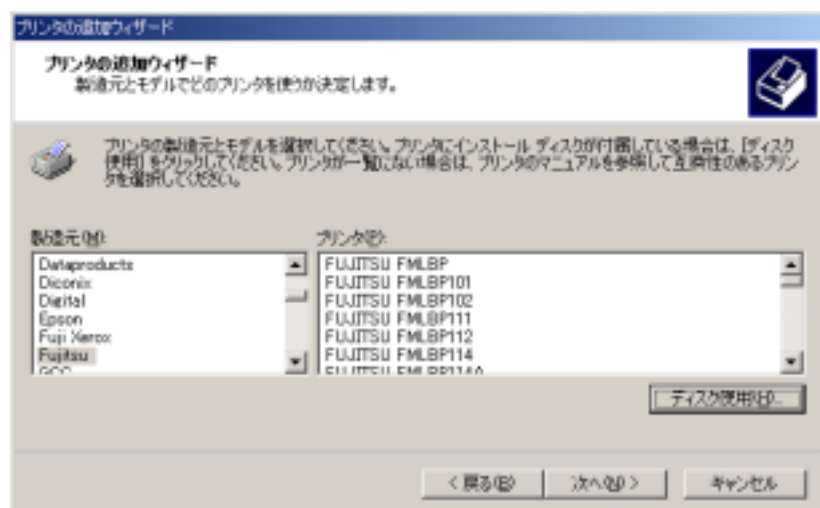 プリンタの追加ウィザード
プリンタの追加ウィザード
製造元とモデルでどのプリンタを使うか決定します。
プリンタの製造元とモデルを選択してください。プリンタにインストール ディスクが付属している場合は、[ディスク
使用] をクリックしてください。プリンタが一覧にない場合は、プリンタのマニュアルを参照して互換性のあるプリン
タを選択してください。
製造元(M): プリンタ(P):
Dataproducts FUJITSU FMLBP
Diconix FUJITSU FMLBP101
Digital FUJITSU FMLBP102
Epson FUJITSU FMLBP111
Fuji Xerox FUJITSU FMLBP112
Fujitsu FUJITSU FMLBP114
GCC FUJITSU FMLBP114A
ディスク使用(H)...
< 戻る(B) 次へ(N) > キャンセル